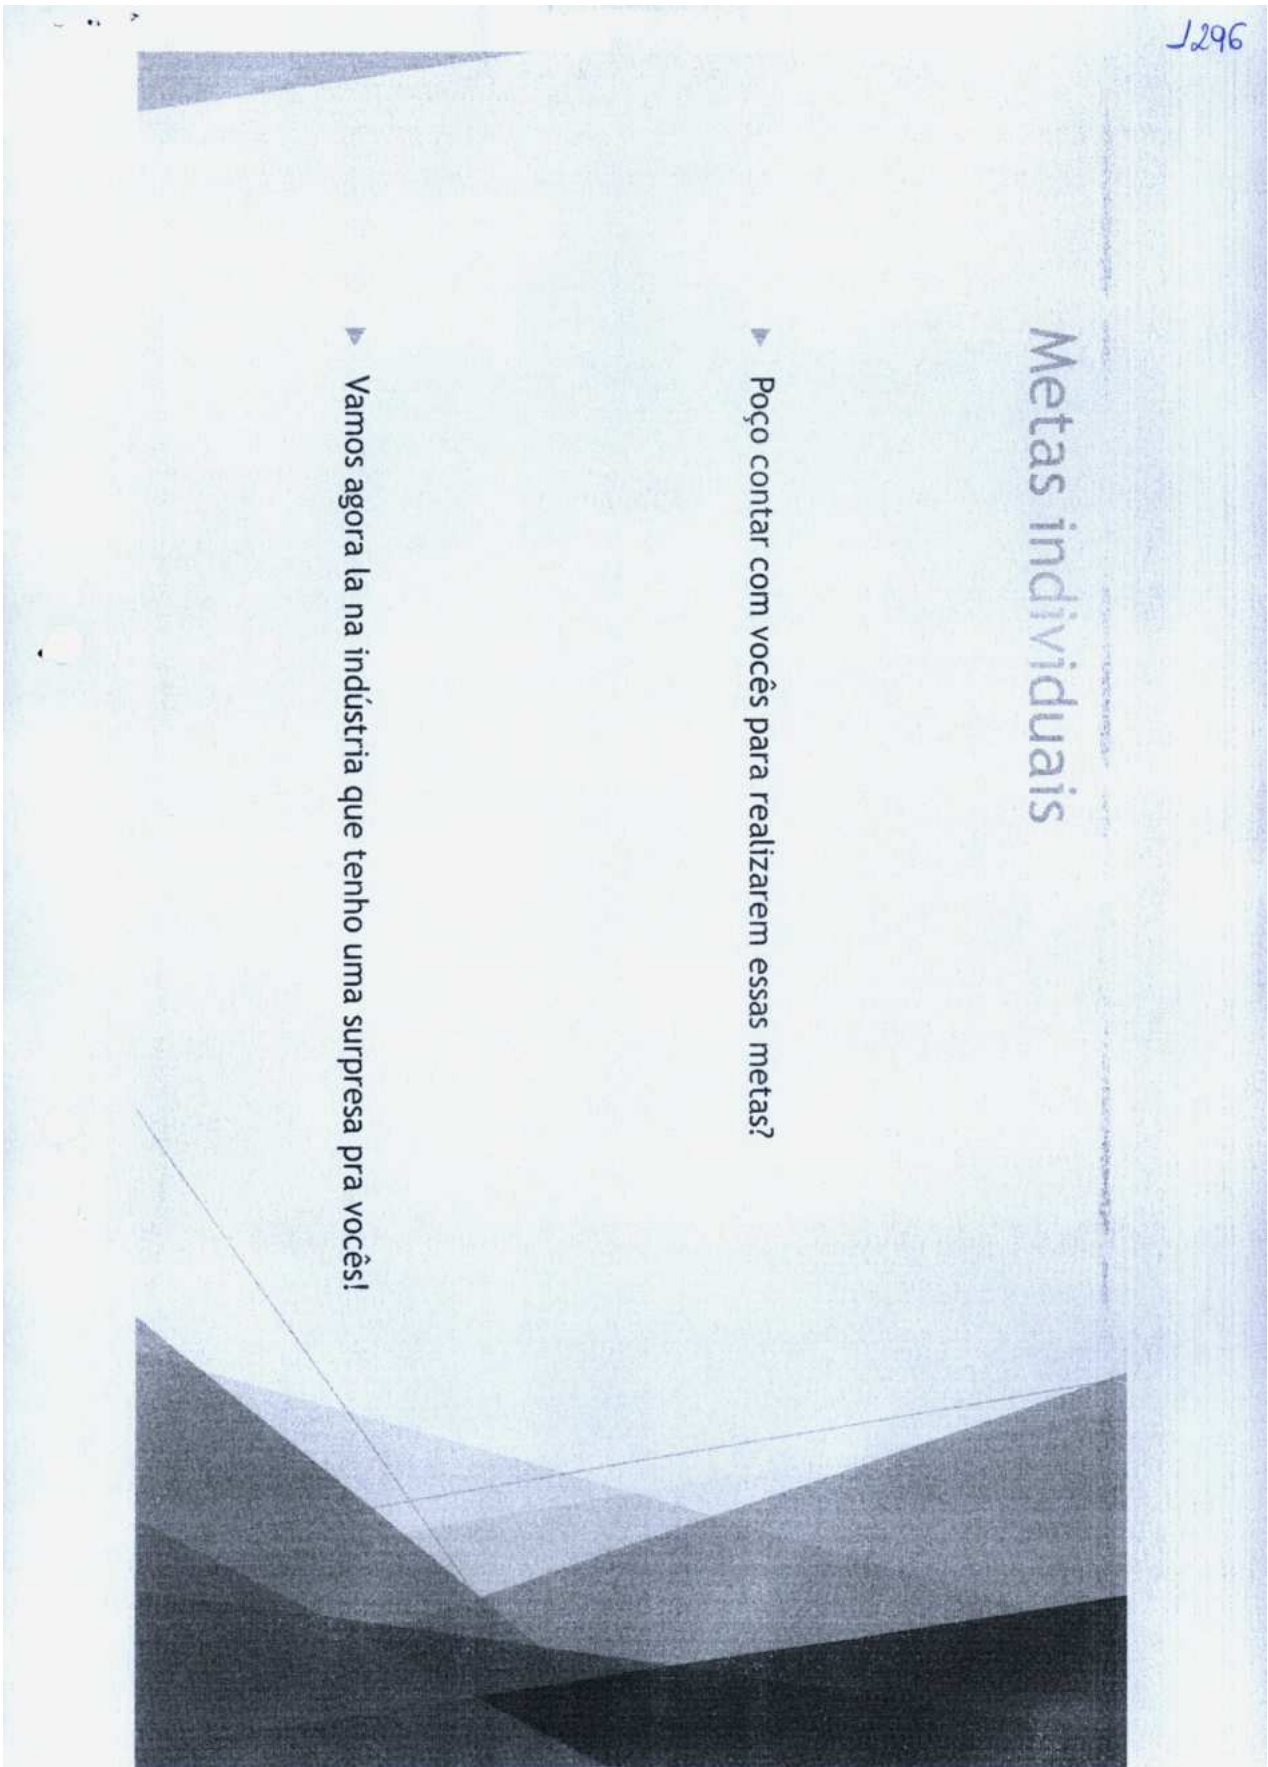 1296
Metas individuais
Poço contar com vocês para realizarem essas metas?
Vamos agora la na indústria que tenho uma surpresa pra vocês!